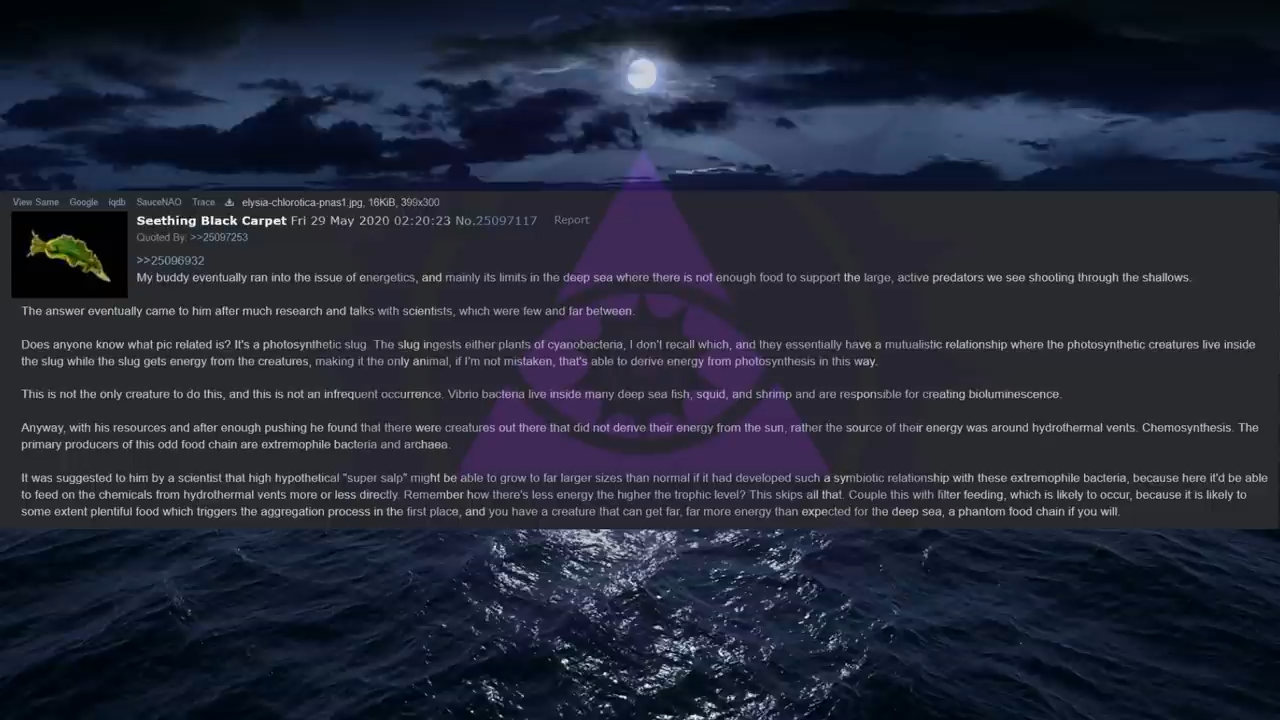 View Same Google iqdb SauceNAO Trace elysia-chlorotica-pnas1.jpg, 16KiB, 399x300
Seething Black Carpet Fri 29 May 2020 02:20:23 No.25097117 Report
Quoted By: >>25097253
>>25096932
My buddy eventually ran into the issue of energetics, and mainly its limits in the deep sea where there is not enough food to support the large, active predators we see shooting through the shallows.
The answer eventually came to him after much research and talks with scientists, which were few and far between.
Does anyone know what pic related is? It's a photosynthetic slug. The slug ingests either plants of cyanobacteria, I don't recall which, and they essentially have a mutualistic relationship where the photosynthetic creatures live inside
the slug while the slug gets energy from the creatures, making it the only animal, if I'm not mistaken, that's able to derive energy from photosynthesis in this way.
This is not the only creature to do this, and this is not an infrequent occurrence. Vibrio bacteria live inside many deep sea fish, squid, and shrimp and are responsible for creating bioluminescence.
Anyway, with his resources and after enough pushing he found that there were creatures out there that did not derive their energy from the sun, rather the source of their energy was around hydrothermal vents. Chemosynthesis. The
primary producers of this odd food chain are extremophile bacteria and archaea.
It was suggested to him by a scientist that high hypothetical "super salp" might be able to grow to far larger sizes than normal if it had developed such a symbiotic relationship with these extremophile bacteria, because here it'd be able
to feed on the chemicals from hydrothermal vents more or less directly. Remember how there's less energy the higher the trophic level? This skips all that. Couple this with filter feeding, which is likely to occur, because it is likely to
some extent plentiful food which triggers the aggregation process in the first place, and you have a creature that can get far, far more energy than expected for the deep sea, a phantom food chain if you will.